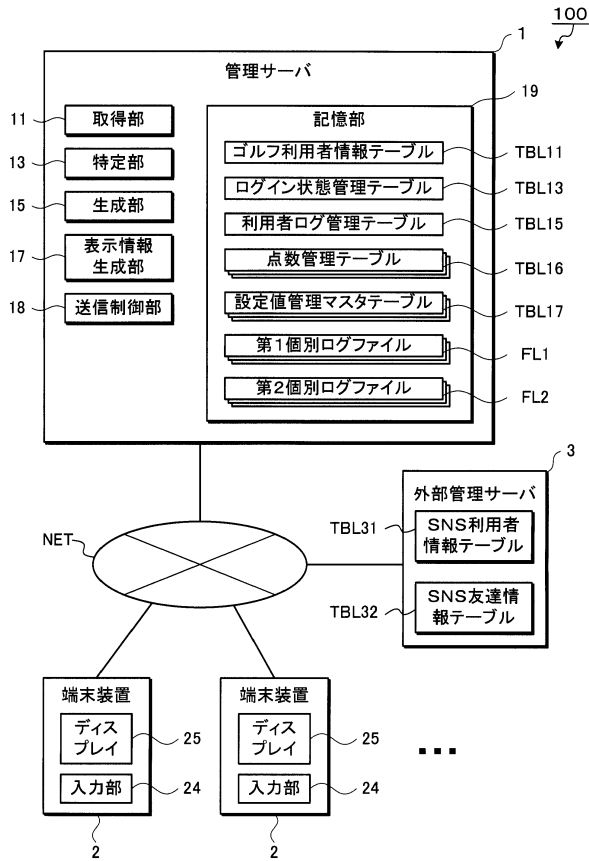 100
1
管理サーバ
11
取得部
13
特定部
15
生成部
17
表示情報
生成部
18
送信制御部
19
記憶部
ゴルフ利用者情報テーブル
TBL11
ログイン状態管理テーブル
TBL13
利用者ログ管理テーブル
TBL15
点数管理テーブル
TBL16
設定値管理マスタテーブル
TBL17
第1個別ログファイル
FL1
第2個別ログファイル
FL2
3
外部管理サーバ
TBL31
SNS利用者
情報テーブル
TBL32
SNS友達情
報テーブル
NET
端末装置
ディス
プレイ
25
入力部
24
2
端末装置
ディス
プレイ
25
入力部
24
2
...